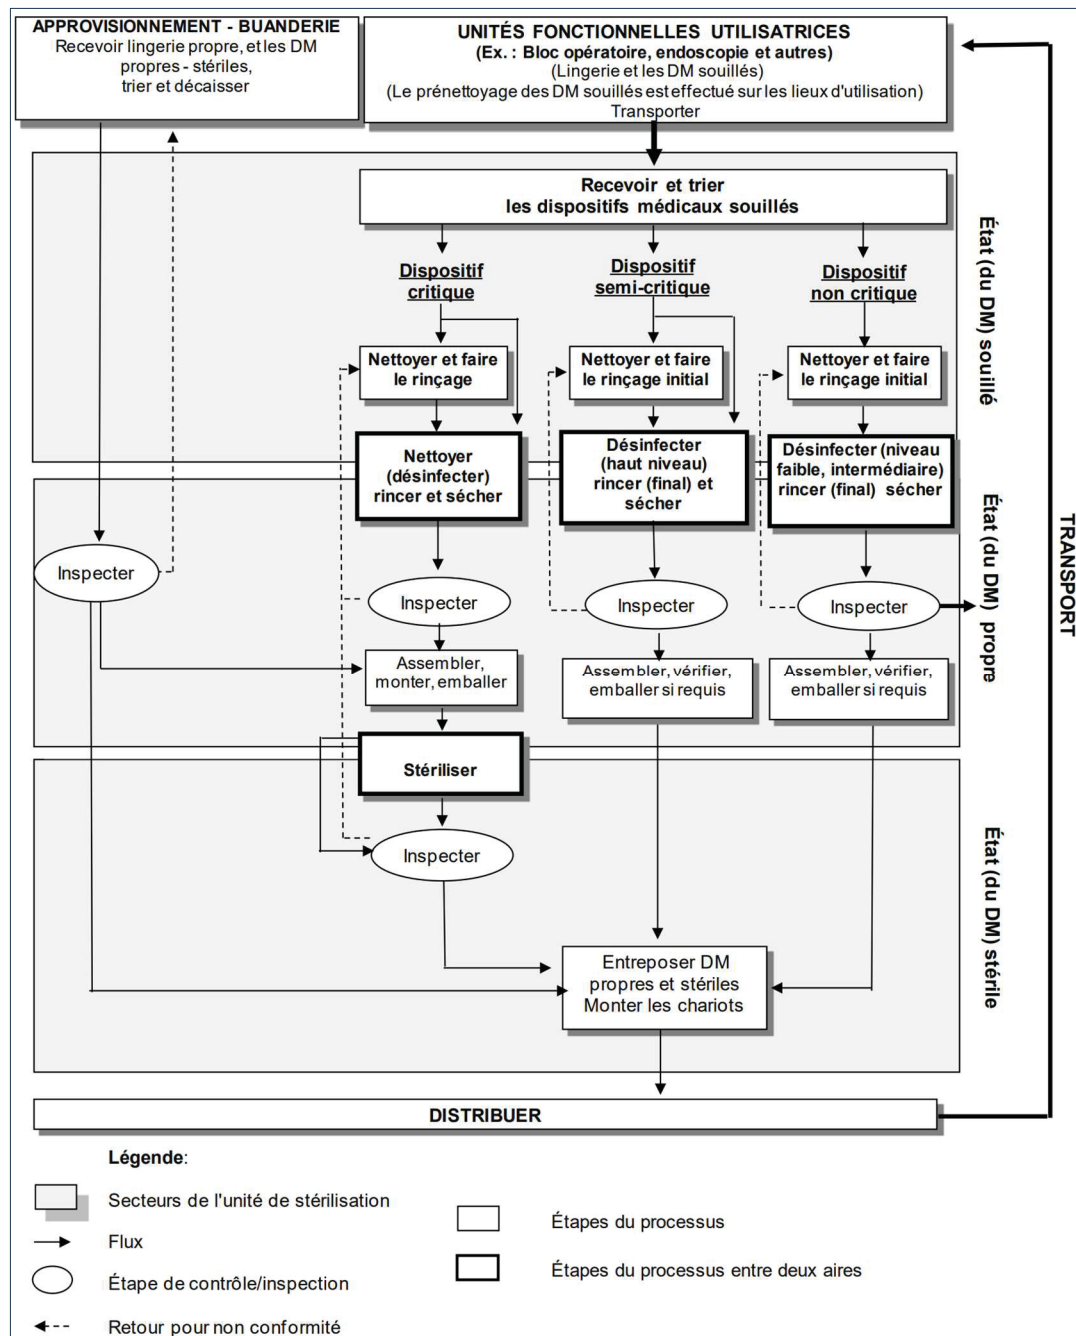 APPROVISIONNEMENT - BUANDERIE
Recevoir lingerie propre, et les DM
propres - stériles,
trier et décaisser
UNITÉS FONCTIONNELLES UTILISATRICES
(Ex. : Bloc opératoire, endoscopie et autres)
(Lingerie et les DM souillés)
(Le prénettoyage des DM souillés est effectué sur les lieux d'utilisation)
Transporter
Recevoir et trier
les dispositifs médicaux souillés
Dispositif
critique
Dispositif
semi-critique
Dispositif
non critique
Nettoyer et faire
le rinçage
Nettoyer et faire
le rinçage initial
Nettoyer et faire
le rinçage initial
Nettoyer
(désinfecter)
rincer et sécher
Désinfecter
(haut niveau)
rincer (final) et
sécher
Désinfecter (niveau
faible, intermédiaire)
rincer (final) sécher
Inspecter
Inspecter
Inspecter
Inspecter
Assembler,
monter, emballer
Assembler, vérifier,
emballer si requis
Assembler, vérifier,
emballer si requis
Stériliser
Inspecter
Entreposer DM
propres et stériles
Monter les chariots
DISTRIBUER
État (du DM) souillé
État (du DM) propre
État (du DM) stérile
TRANSPORT
Légende:
Secteurs de l'unité de stérilisation
Flux
Étape de contrôle/inspection
Retour pour non conformité
Étapes du processus
Étapes du processus entre deux aires